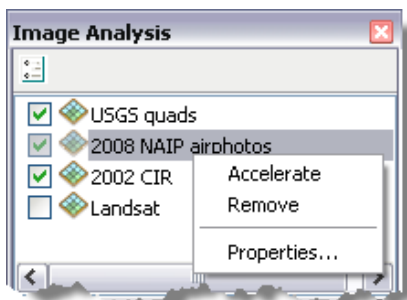 Image Analysis
USGS quads
2008 NAIP airphotos
2002 CIR
Landsat
Accelerate
Remove
Properties...